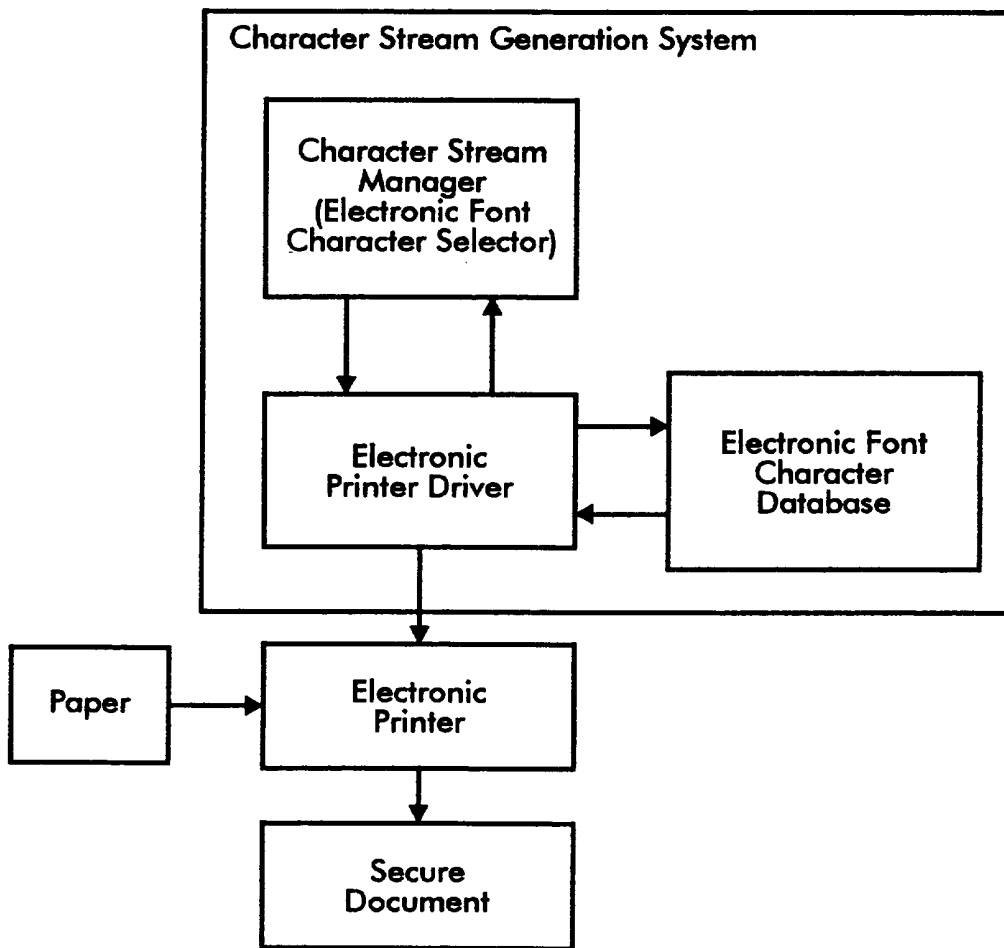 Character Stream Generation System
Character Stream
Manager
(Electronic Font
Character Selector)
Electronic
Printer Driver
Electronic Font
Character
Database
Paper
Electronic
Printer
Secure
Document